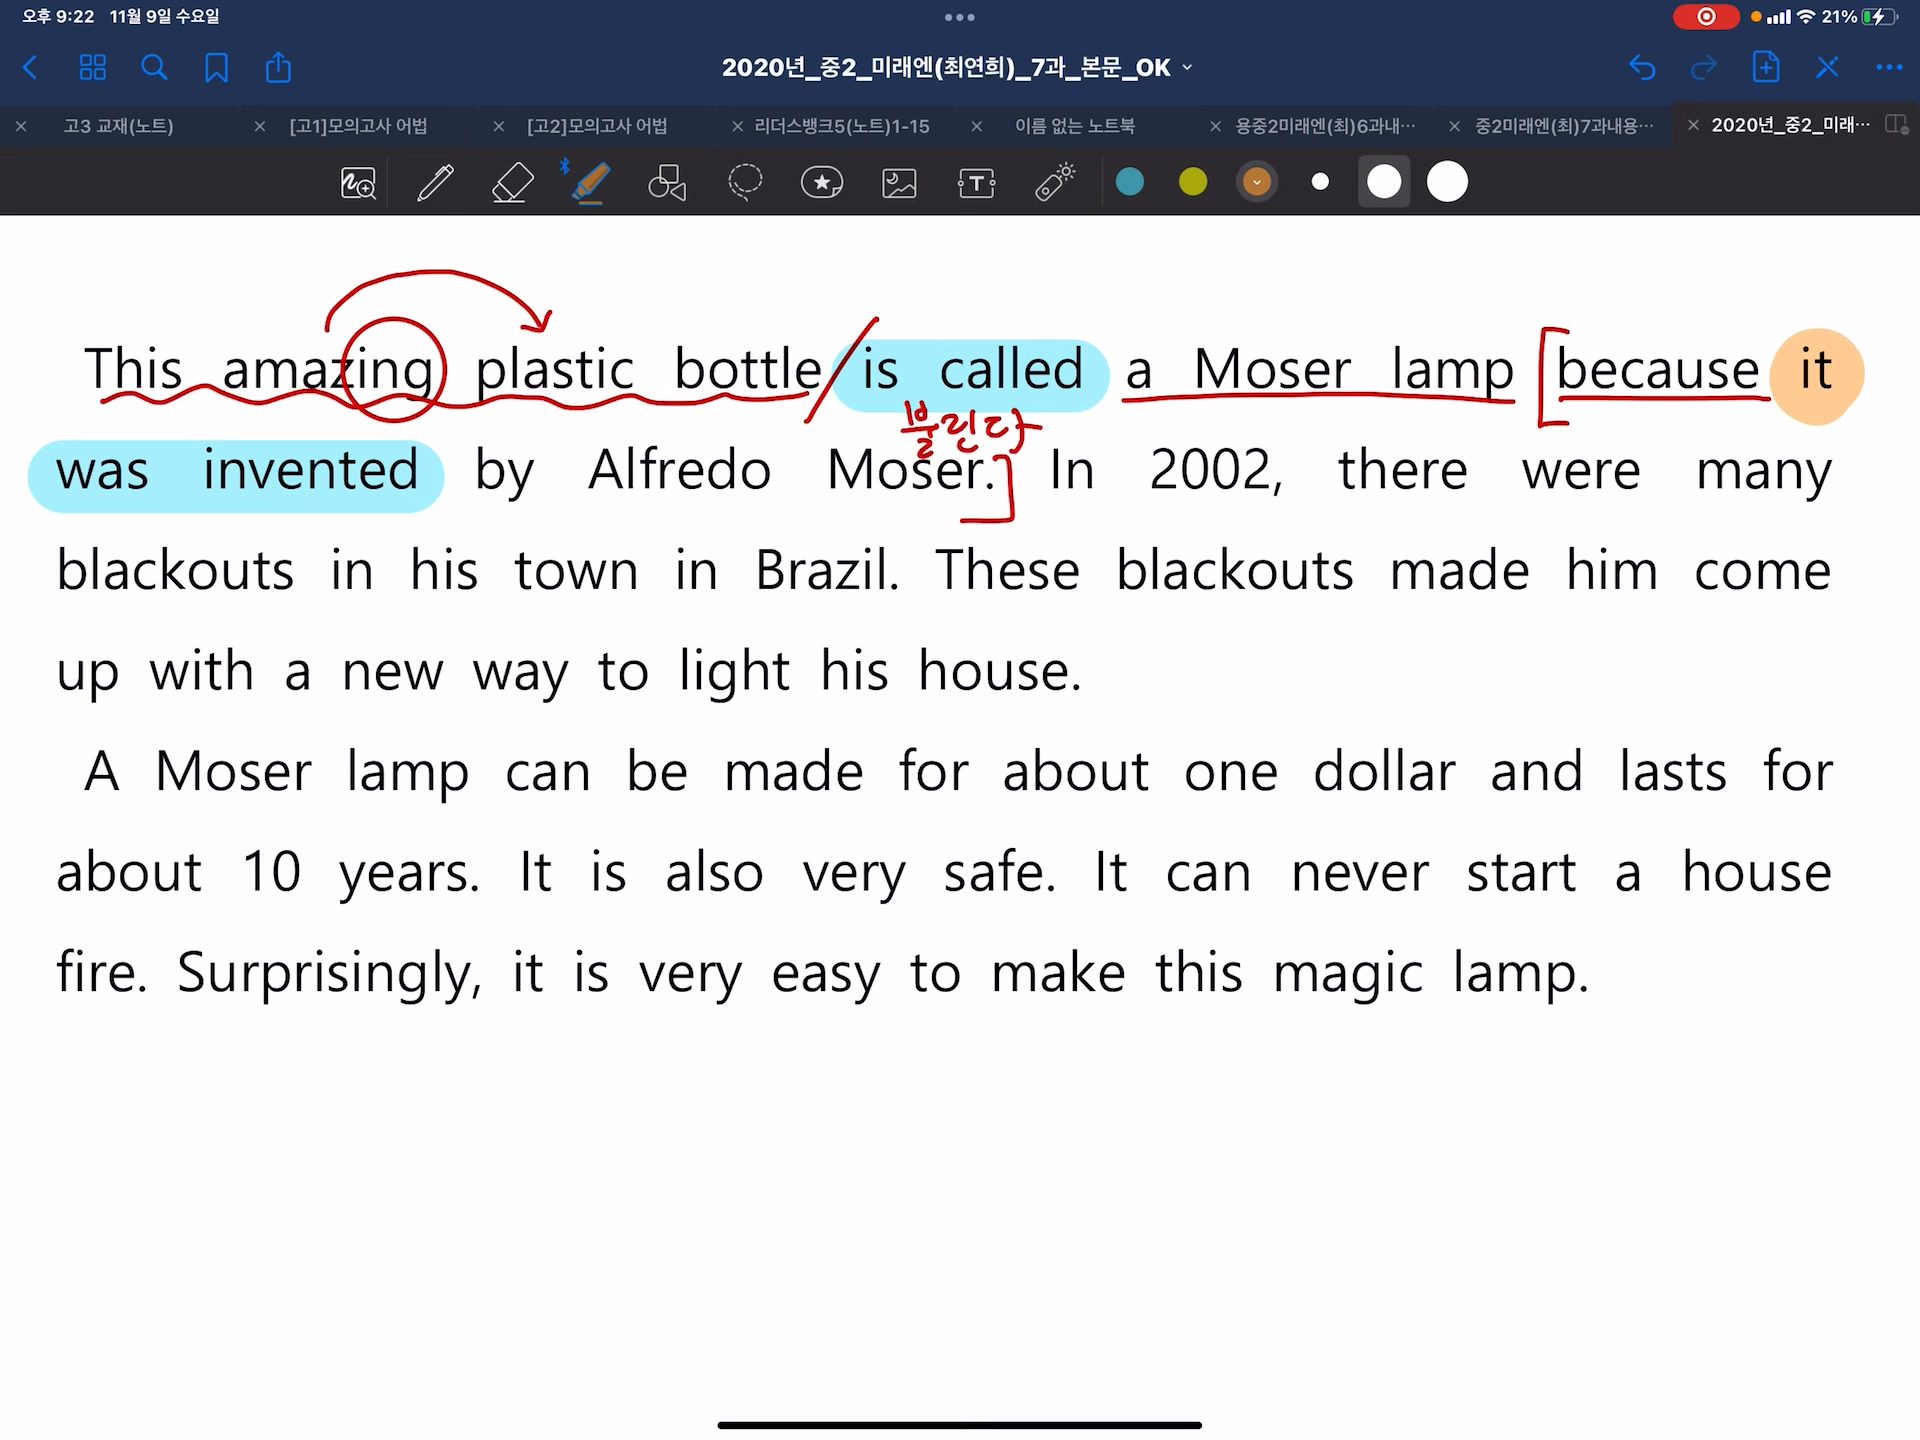 오후 9:22 11월 9일 수요일 21%
2020년_중2_미래엔(최연희)_7과_본문_OK
고3 교재(노트) [고1]모의고사 어법 [고2]모의고사 어법 리더스뱅크5(노트)1-15 이름 없는 노트북 용중2미래엔(최)6과내… 중2미래엔(최)7과내용… 2020년_중2_미래…
This amazing plastic bottle is called a Moser lamp because it
불린다
was invented by Alfredo Moser. In 2002, there were many
blackouts in his town in Brazil. These blackouts made him come
up with a new way to light his house.
A Moser lamp can be made for about one dollar and lasts for
about 10 years. It is also very safe. It can never start a house
fire. Surprisingly, it is very easy to make this magic lamp.